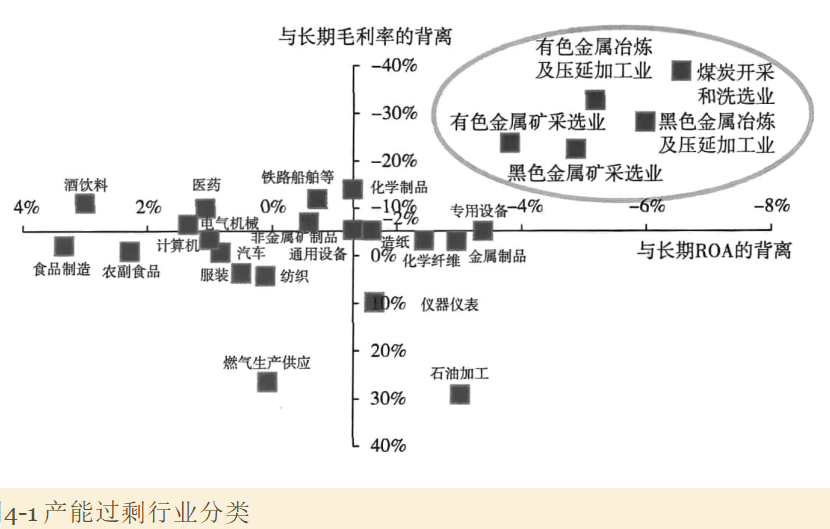 与长期毛利率的背离
有色金属冶炼
及压延加工业
-40%
煤炭开采
和洗选业
-30%
有色金属矿采选业
黑色金属冶炼
及压延加工业
黑色金属矿采选业
-20%
酒饮料
医药
铁路船舶等
化学制品
4%
2%
0%
-2%
-4%
-6%
-8%
-10%
专用设备
电气机械
非金属矿制品
计算机
汽车
通用设备
造纸
0%
化学纤维
金属制品
与长期ROA的背离
食品制造
农副食品
服装
纺织
10%
仪器仪表
20%
燃气生产供应
石油加工
30%
40%
4-1 产能过剩行业分类